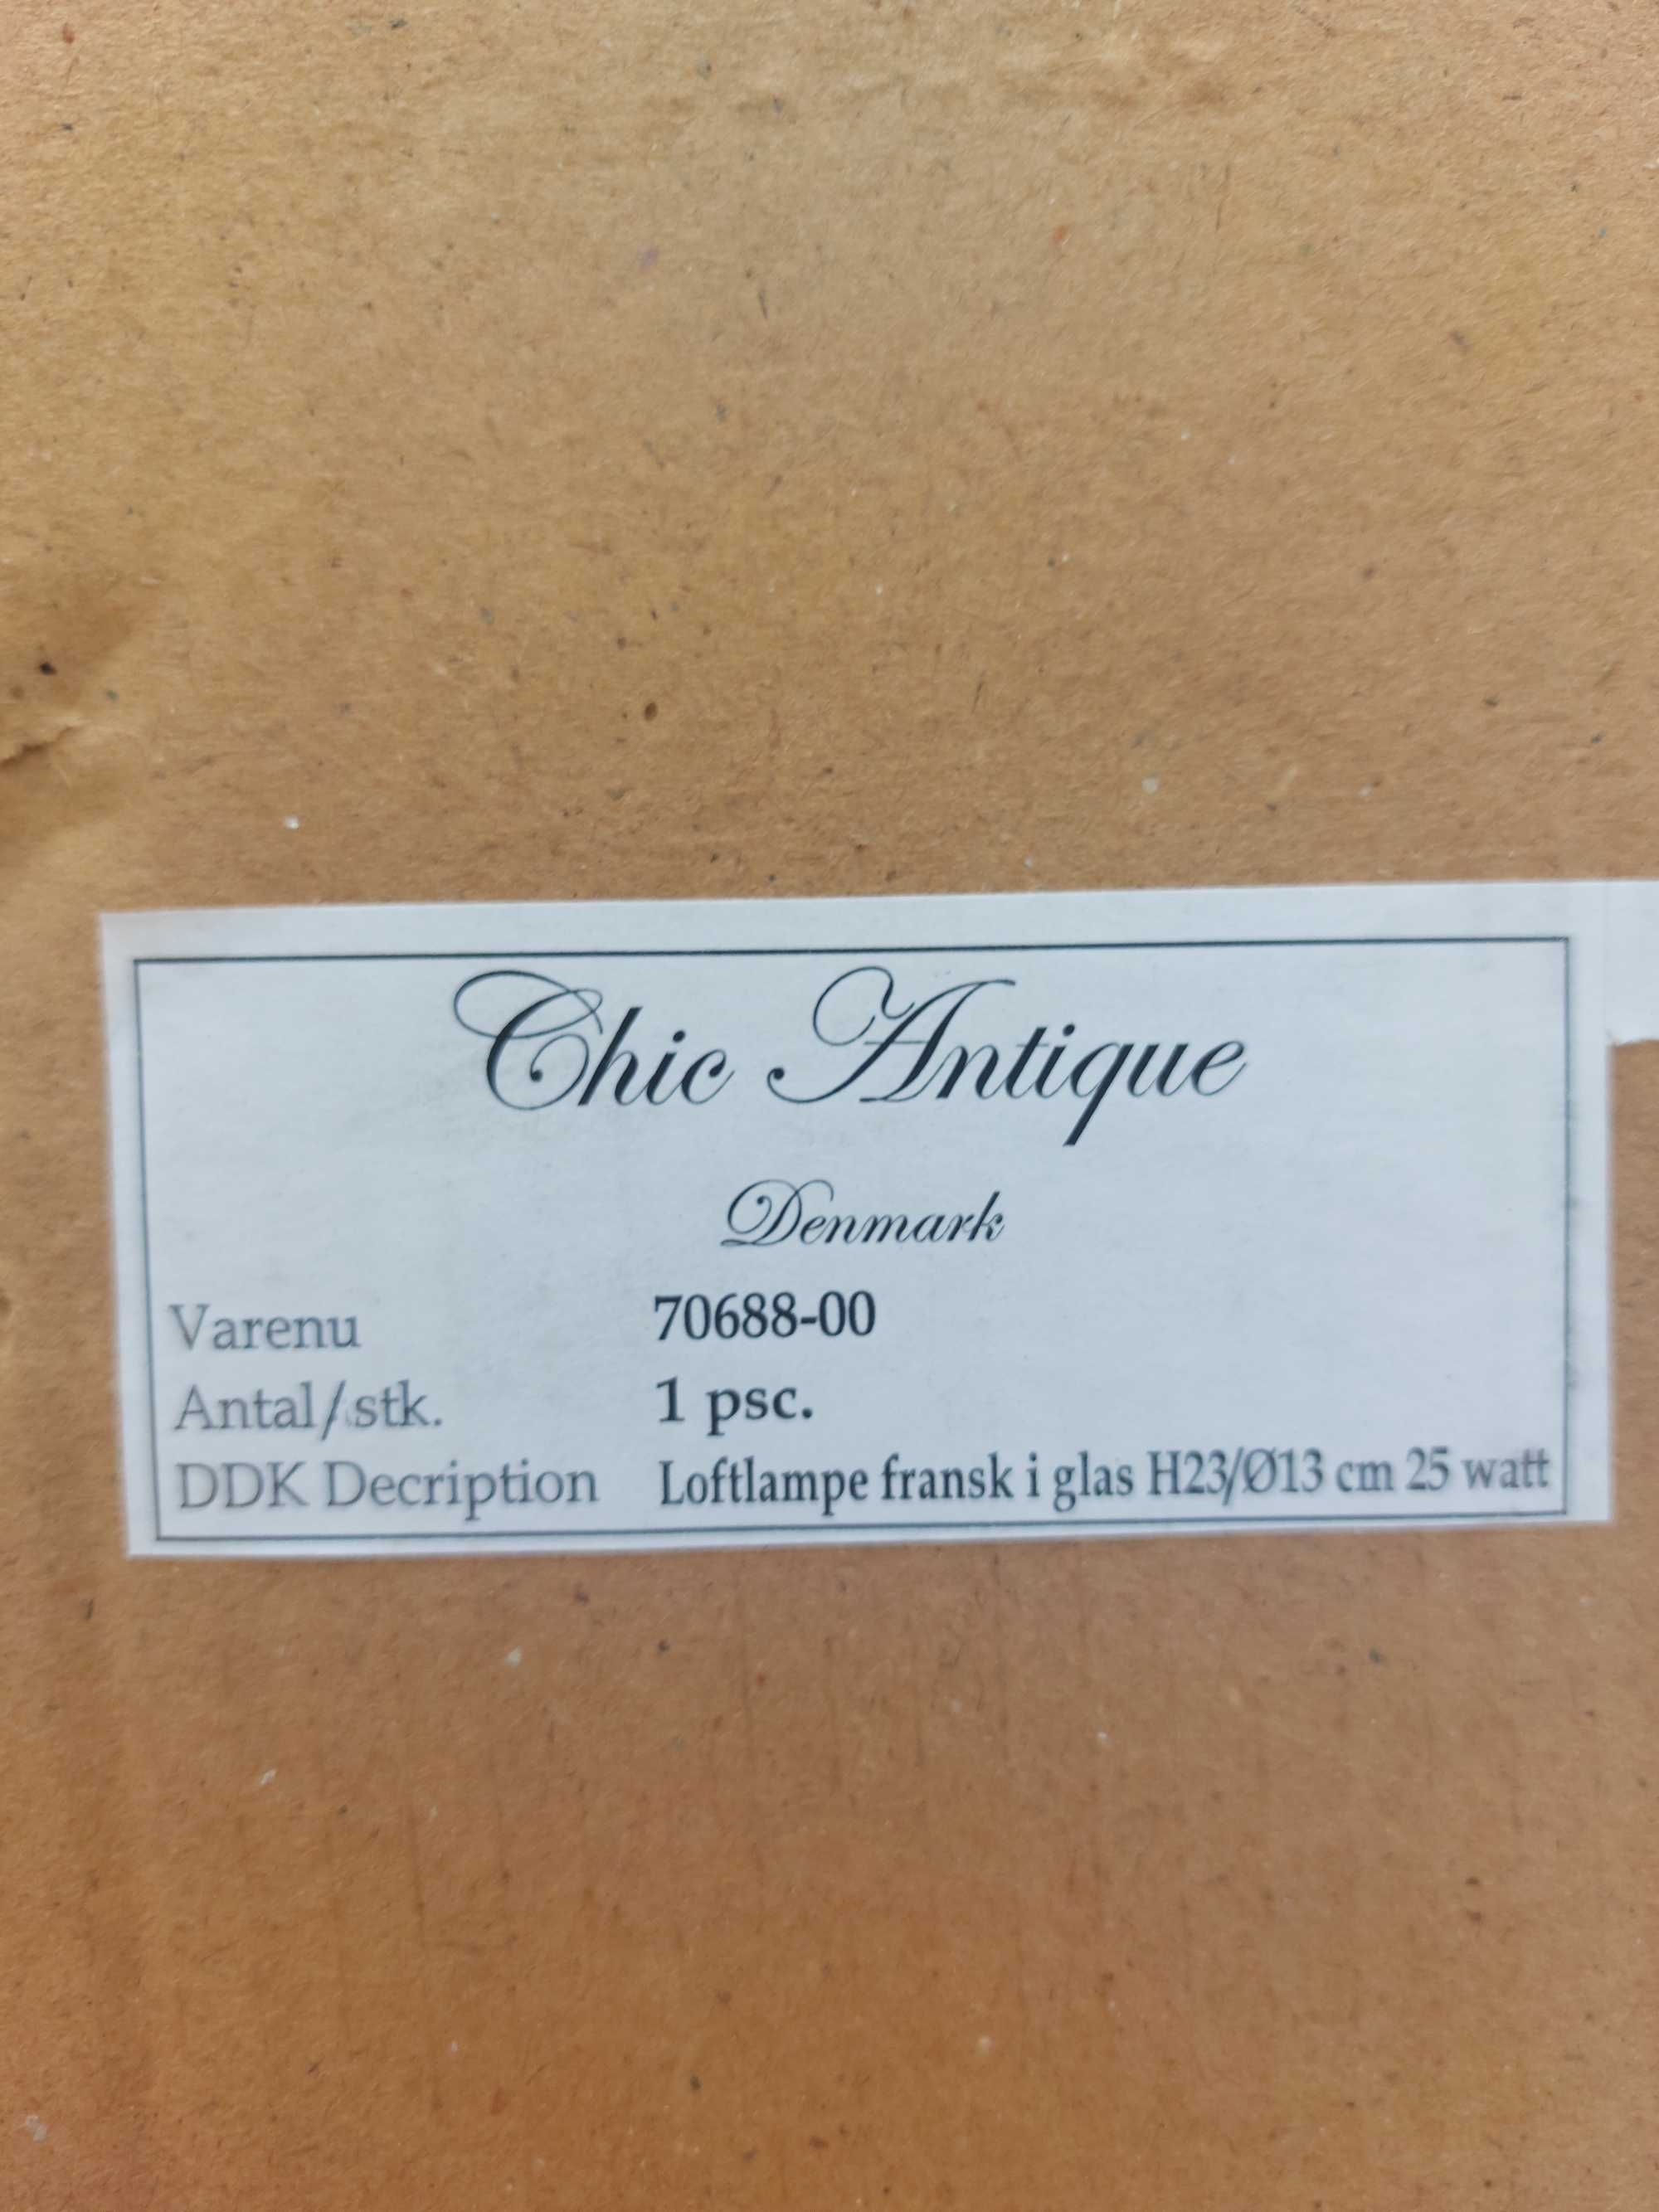 Chic Antique
Denmark
Varenu 70688-00
Antal/stk. 1 psc.
DDK Decription Loftlampe fransk i glas H23/Ø13 cm 25 watt